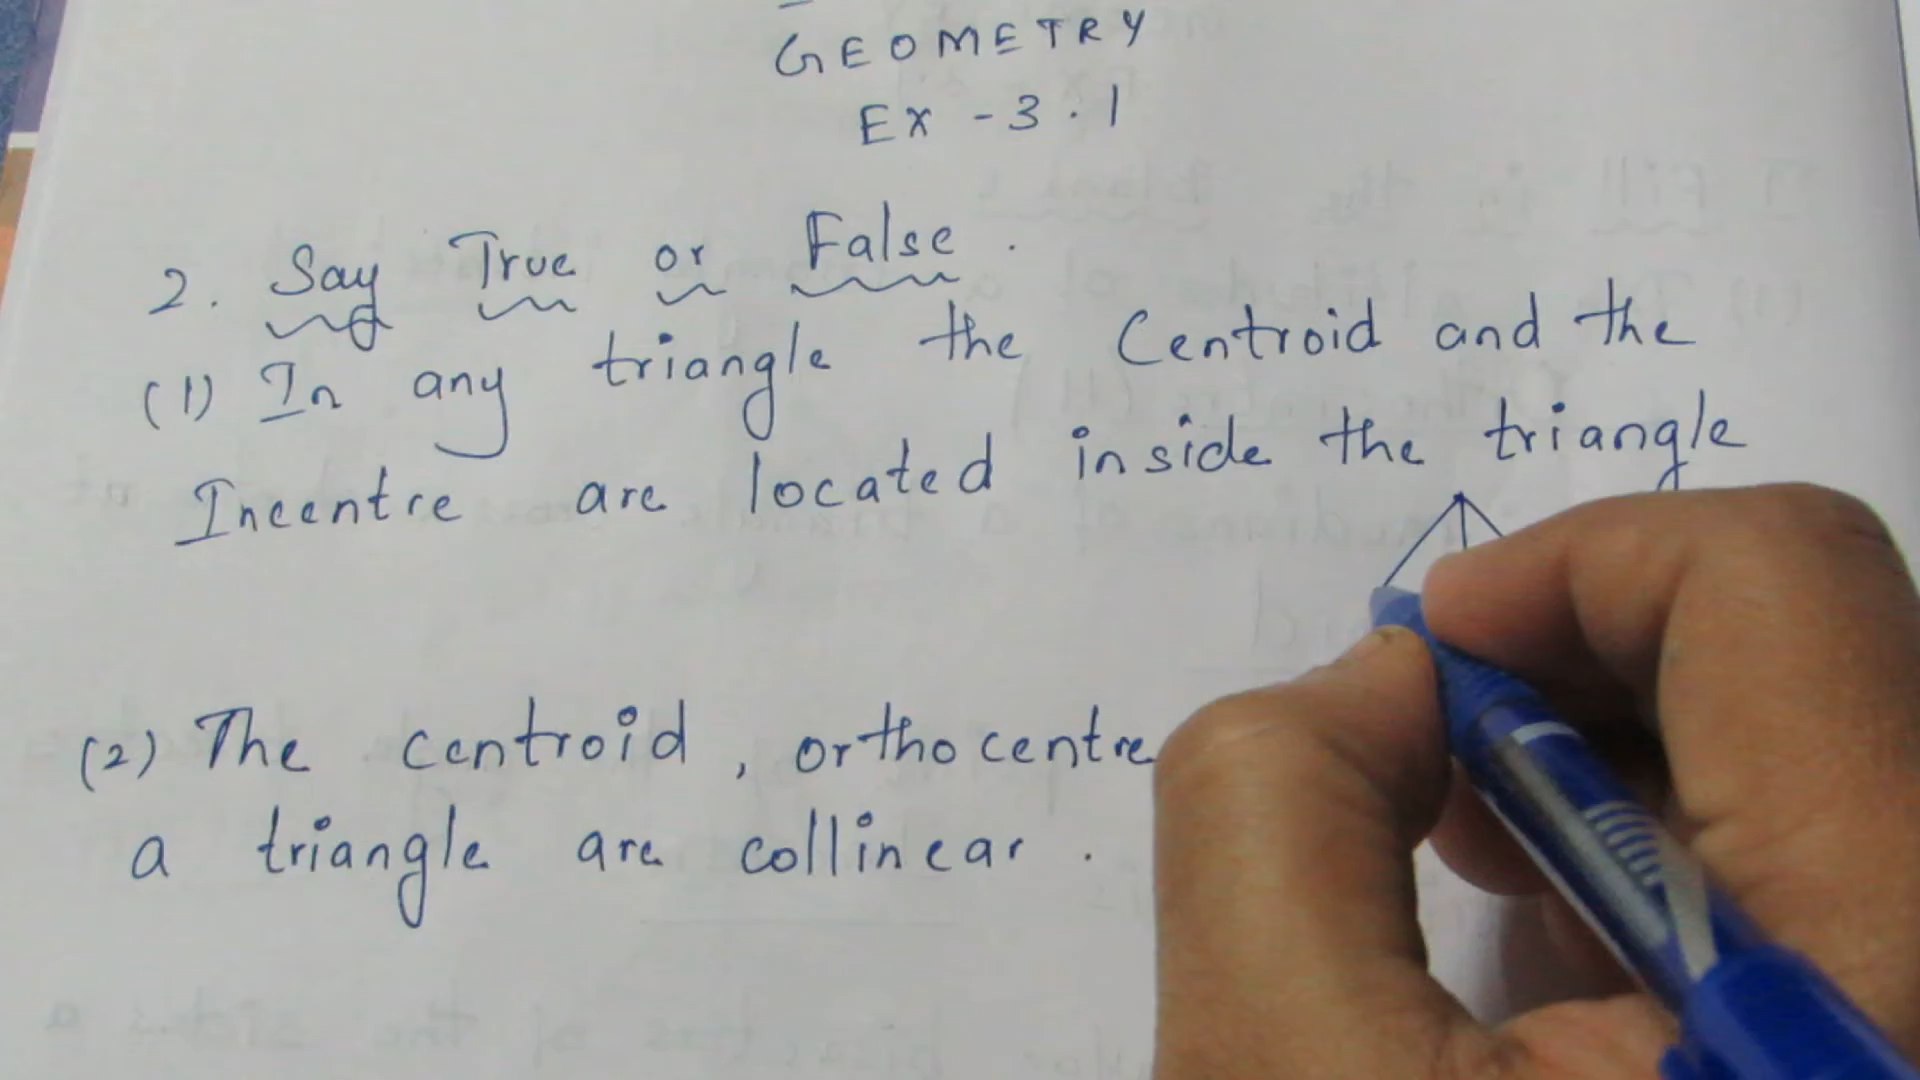 GEOMETRY
EX - 3.1
2. Say True or False.
(1) In any triangle the Centroid and the
Incentre are located inside the triangle
(2) The centroid, orthocentre
a triangle are collinear.